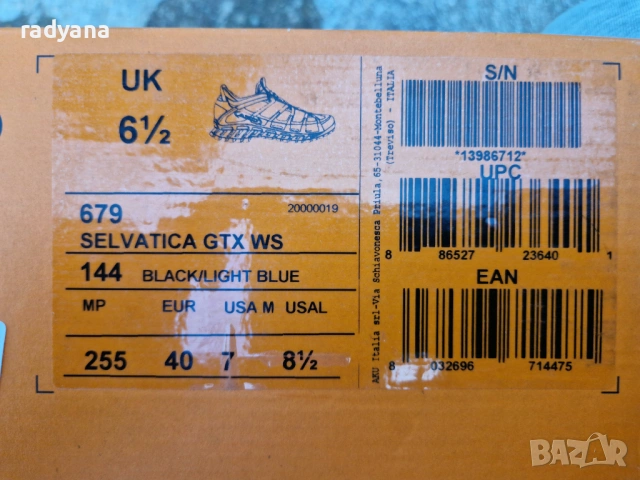 radyana
UK
6½
679
20000019
SELVATICA GTX WS
144 BLACK/LIGHT BLUE
MP EUR USA M USAL
255 40 7 8½
AKU Italia srl-Via Schiavonesca Priula,65-31044-Montebelluna
(Treviso) - ITALIA
S/N
*13986712*
UPC
8 86527 23640 1
EAN
8 032696 714475
BAZAR